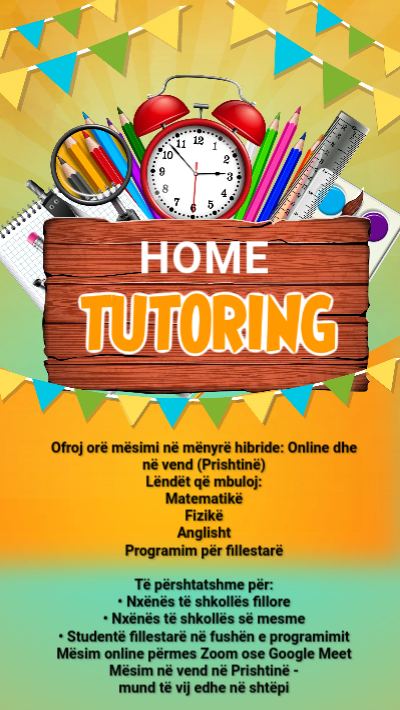 HOME
TUTORING
Ofroj orë mësimi në mënyrë hibride: Online dhe
në vend (Prishtinë)
Lëndët që mbuloj:
Matematikë
Fizikë
Anglisht
Programim për fillestarë
Të përshtatshme për:
• Nxënës të shkollës fillore
• Nxënës të shkollës së mesme
• Studentë fillestarë në fushën e programimit
Mësim online përmes Zoom ose Google Meet
Mësim në vend në Prishtinë -
mund të vij edhe në shtëpi